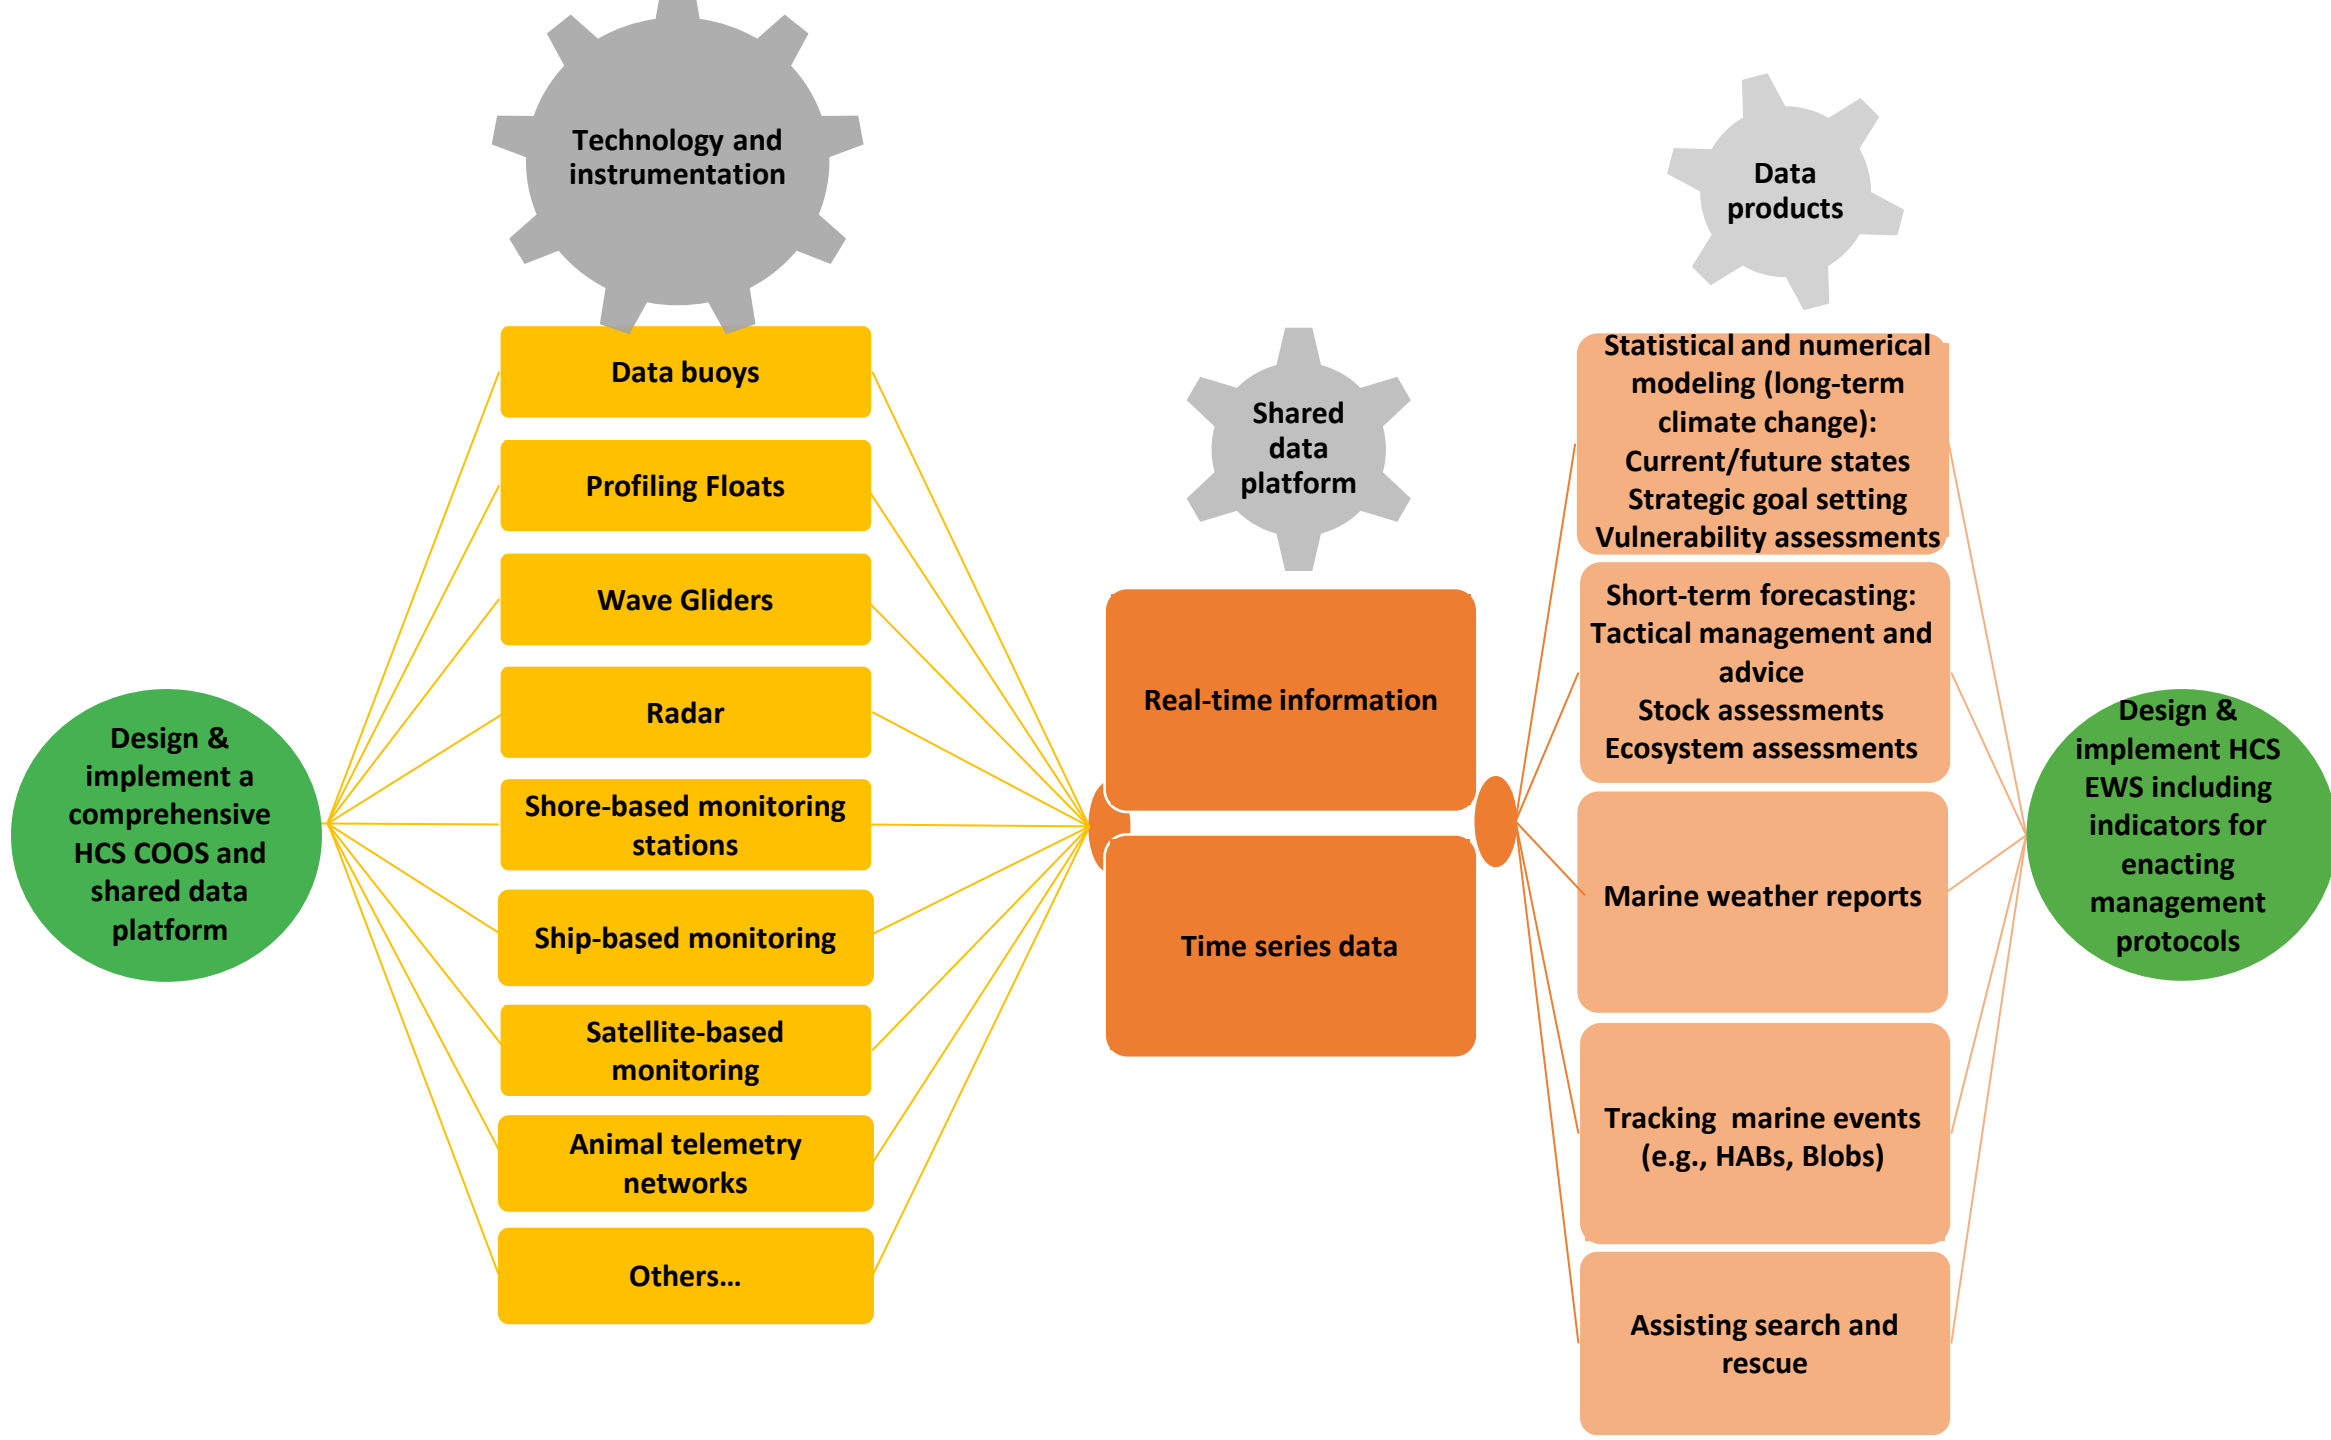 Technology and
instrumentation
Data
products
Shared
data
platform
Design &
implement a
comprehensive
HCS COOS and
shared data
platform
Data buoys
Profiling Floats
Wave Gliders
Radar
Shore-based monitoring
stations
Ship-based monitoring
Satellite-based
monitoring
Animal telemetry
networks
Others...
Real-time information
Time series data
Statistical and numerical
modeling (long-term
climate change):
Current/future states
Strategic goal setting
Vulnerability assessments
Short-term forecasting:
Tactical management and
advice
Stock assessments
Ecosystem assessments
Marine weather reports
Tracking  marine events
(e.g., HABs, Blobs)
Assisting search and
rescue
Design &
implement HCS
EWS including
indicators for
enacting
management
protocols